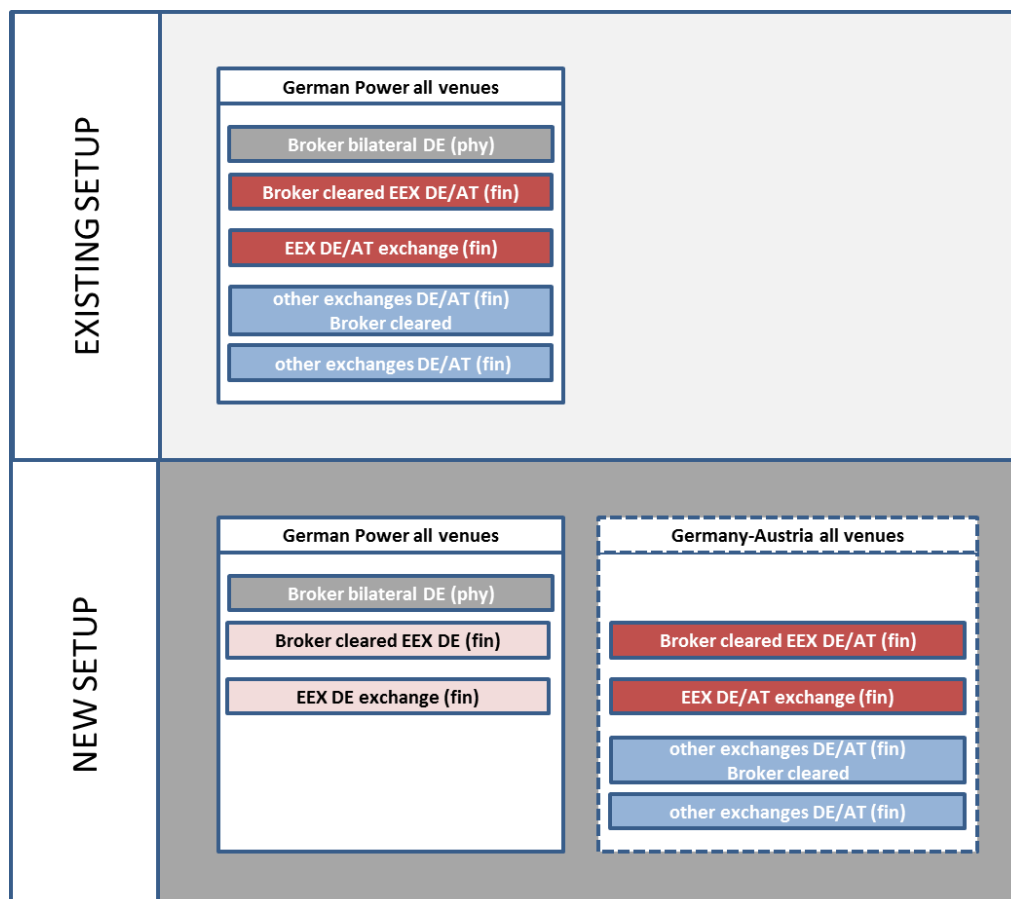 EXISTING SETUP
German Power all venues
Broker bilateral DE (phy)
Broker cleared EEX DE/AT (fin)
EEX DE/AT exchange (fin)
other exchanges DE/AT (fin)
Broker cleared
other exchanges DE/AT (fin)
NEW SETUP
German Power all venues
Broker bilateral DE (phy)
Broker cleared EEX DE (fin)
EEX DE exchange (fin)
Germany-Austria all venues
Broker cleared EEX DE/AT (fin)
EEX DE/AT exchange (fin)
other exchanges DE/AT (fin)
Broker cleared
other exchanges DE/AT (fin)